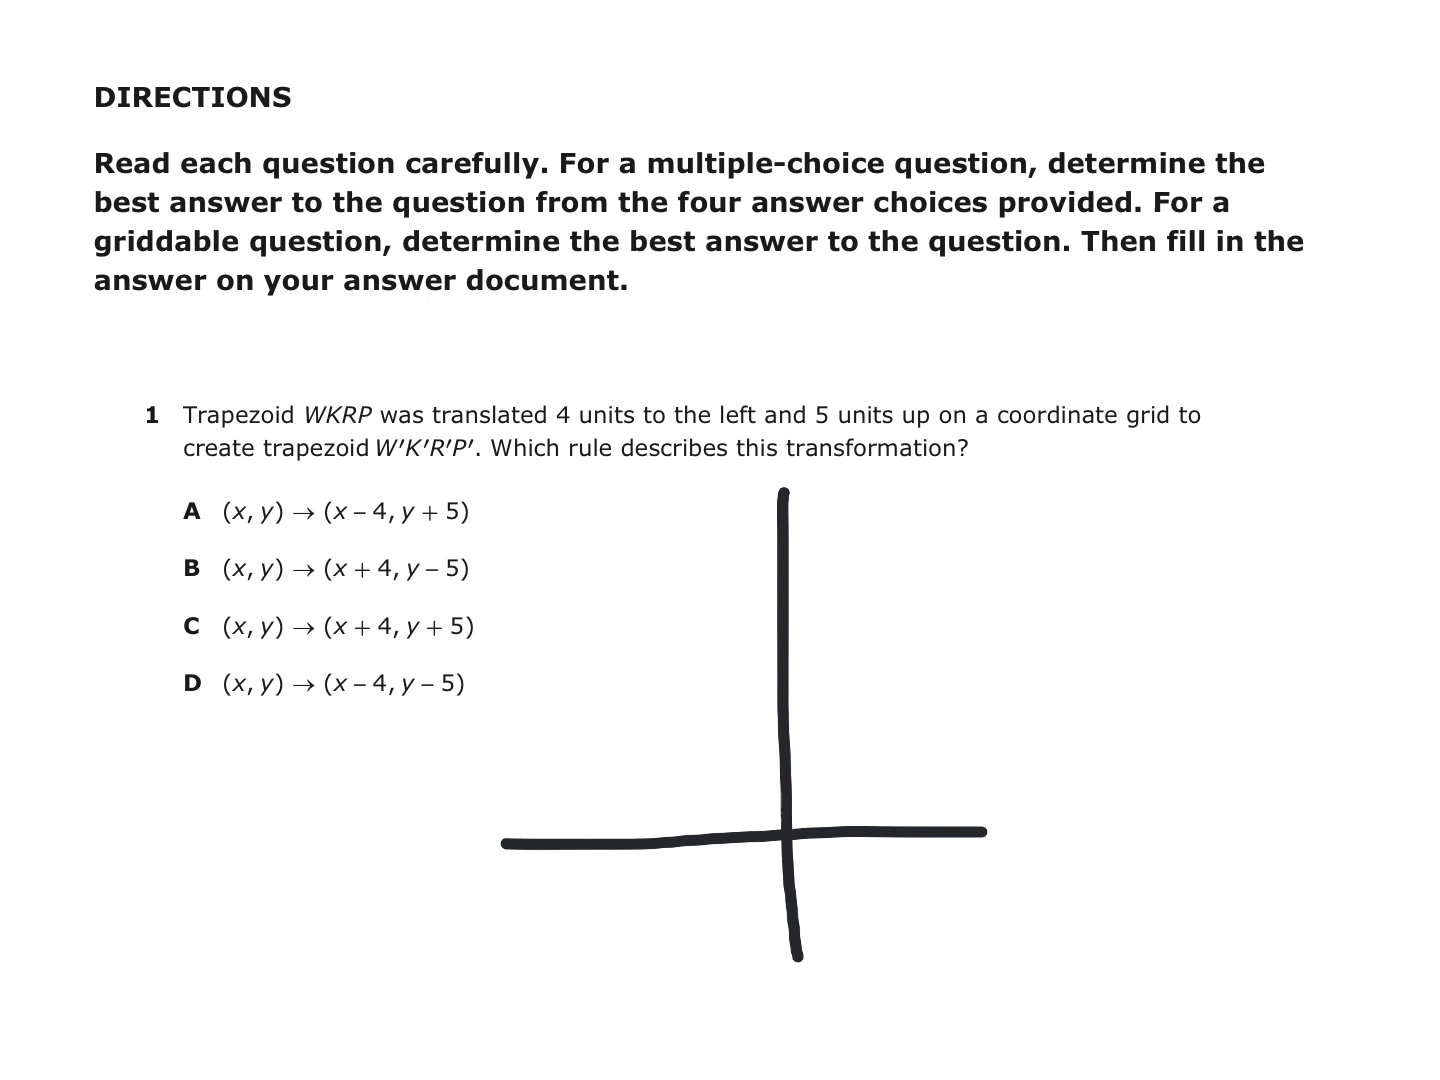 DIRECTIONS
Read each question carefully. For a multiple-choice question, determine the
best answer to the question from the four answer choices provided. For a
griddable question, determine the best answer to the question. Then fill in the
answer on your answer document.
1 Trapezoid WKRP was translated 4 units to the left and 5 units up on a coordinate grid to
create trapezoid W′K′R′P′. Which rule describes this transformation?
A (x, y) → (x – 4, y + 5)
B (x, y) → (x + 4, y – 5)
C (x, y) → (x + 4, y + 5)
D (x, y) → (x – 4, y – 5)